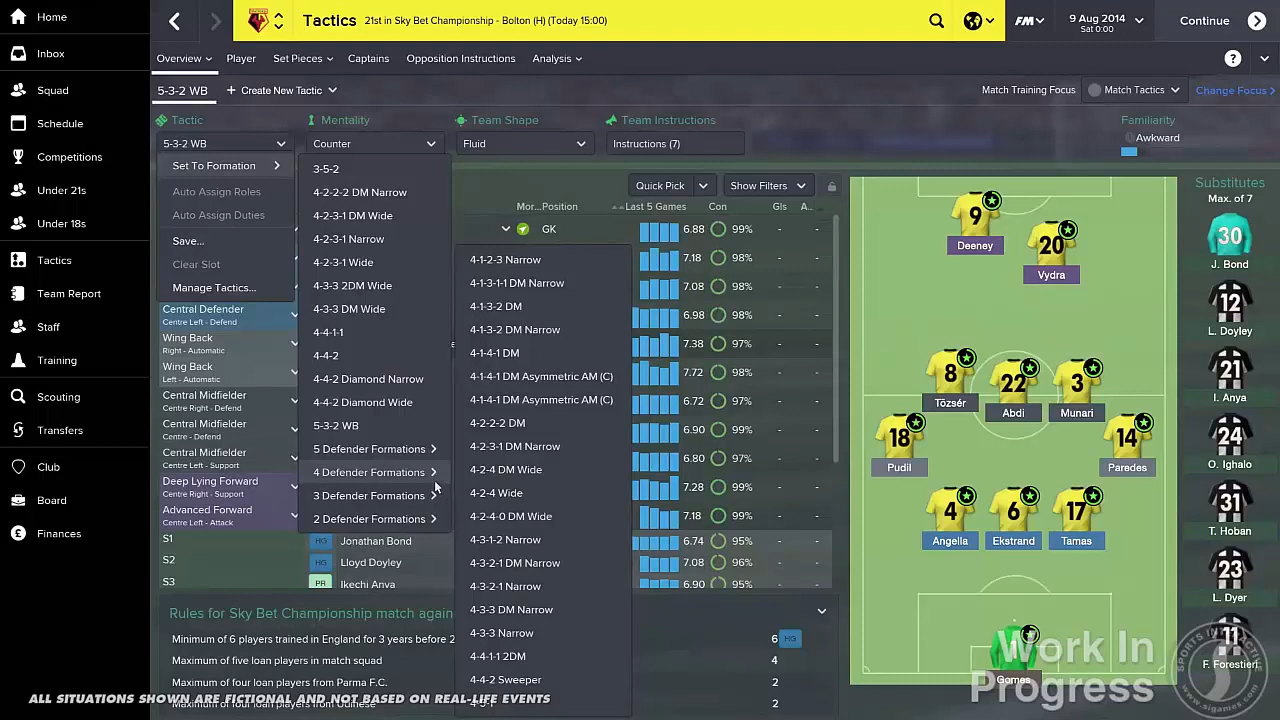 Home
Inbox
Squad
Schedule
Competitions
Under 21s
Under 18s
Tactics
Team Report
Staff
Training
Scouting
Transfers
Club
Board
Finances
Tactics 21st in Sky Bet Championship - Bolton (H) (Today 15:00)
FM
9 Aug 2014
Sat 0:00
Continue
Overview Player Set Pieces Captains Opposition Instructions Analysis
?
5-3-2 WB + Create New Tactic
Match Training Focus Match Tactics Change Focus >
Tactic Mentality Team Shape Team Instructions
5-3-2 WB Counter Fluid Instructions (7)
Familiarity
Awkward
Set To Formation
Auto Assign Roles
Auto Assign Duties
Save...
Clear Slot
Manage Tactics...
Central Defender
Centre Left - Defend
Wing Back
Right - Automatic
Wing Back
Left - Automatic
Central Midfielder
Centre Right - Defend
Central Midfielder
Centre - Defend
Central Midfielder
Centre Left - Support
Deep Lying Forward
Centre Right - Support
Advanced Forward
Centre Left - Attack
3-5-2
4-2-2-2 DM Narrow
4-2-3-1 DM Wide
4-2-3-1 Narrow
4-2-3-1 Wide
4-3-3 2DM Wide
4-3-3 DM Wide
4-4-1-1
4-4-2
4-4-2 Diamond Narrow
4-4-2 Diamond Wide
5-3-2 WB
5 Defender Formations
4 Defender Formations
3 Defender Formations
2 Defender Formations
4-1-2-3 Narrow
4-1-3-1-1 DM Narrow
4-1-3-2 DM
4-1-3-2 DM Narrow
4-1-4-1 DM
4-1-4-1 DM Asymmetric AM (C)
4-1-4-1 DM Asymmetric AM (C)
4-2-2-2 DM
4-2-3-1 DM Narrow
4-2-4 DM Wide
4-2-4 Wide
4-2-4-0 DM Wide
4-3-1-2 Narrow
4-3-2-1 DM Narrow
4-3-2-1 Narrow
4-3-3 DM Narrow
4-3-3 Narrow
4-4-1-1 2DM
4-4-2 Sweeper
Quick Pick Show Filters
Mor... Position Last 5 Games Con Gls A..
GK 6.88 99% - -
7.18 98% - -
7.08 98% - -
6.98 98% - -
7.38 97% - -
7.72 98% - -
6.72 97% - -
6.90 99% - -
6.80 97% - -
7.28 99% - -
7.18 99% - -
6.74 95% - -
7.08 96% - -
6.90 95% - -
S1 HG Jonathan Bond
S2 HG Lloyd Doyley
S3 PR Ikechi Anya
Rules for Sky Bet Championship match again
Minimum of 6 players trained in England for 3 years before 2 6 HG
Maximum of five loan players in match squad 4
Maximum of four loan players from Parma F.C. 2
2
ALL SITUATIONS SHOWN ARE FICTIONAL AND NOT BASED ON REAL-LIFE EVENTS
9
Deeney
20
Vydra
8
Tözsér
22
Abdi
3
Munari
18
Pudil
14
Paredes
4
Angella
6
Ekstrand
17
Tamas
Gomes
Substitutes
Max. of 7
30
J. Bond
12
L. Doyley
21
I. Anya
24
O. Ighalo
31
T. Hoban
23
L. Dyer
11
F. Forestieri
Work In
Progress
SPORTS INTERACTIVE
www.sigames.com